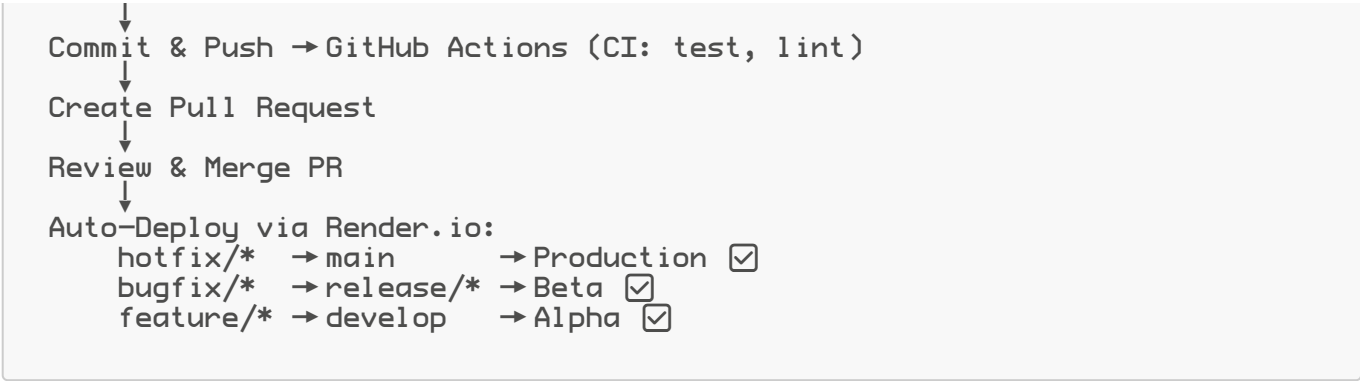 Commit & Push → GitHub Actions (CI: test, lint)
Create Pull Request
Review & Merge PR
Auto-Deploy via Render.io:
hotfix/* → main → Production ☑
bugfix/* → release/* → Beta ☑
feature/* → develop → Alpha ☑